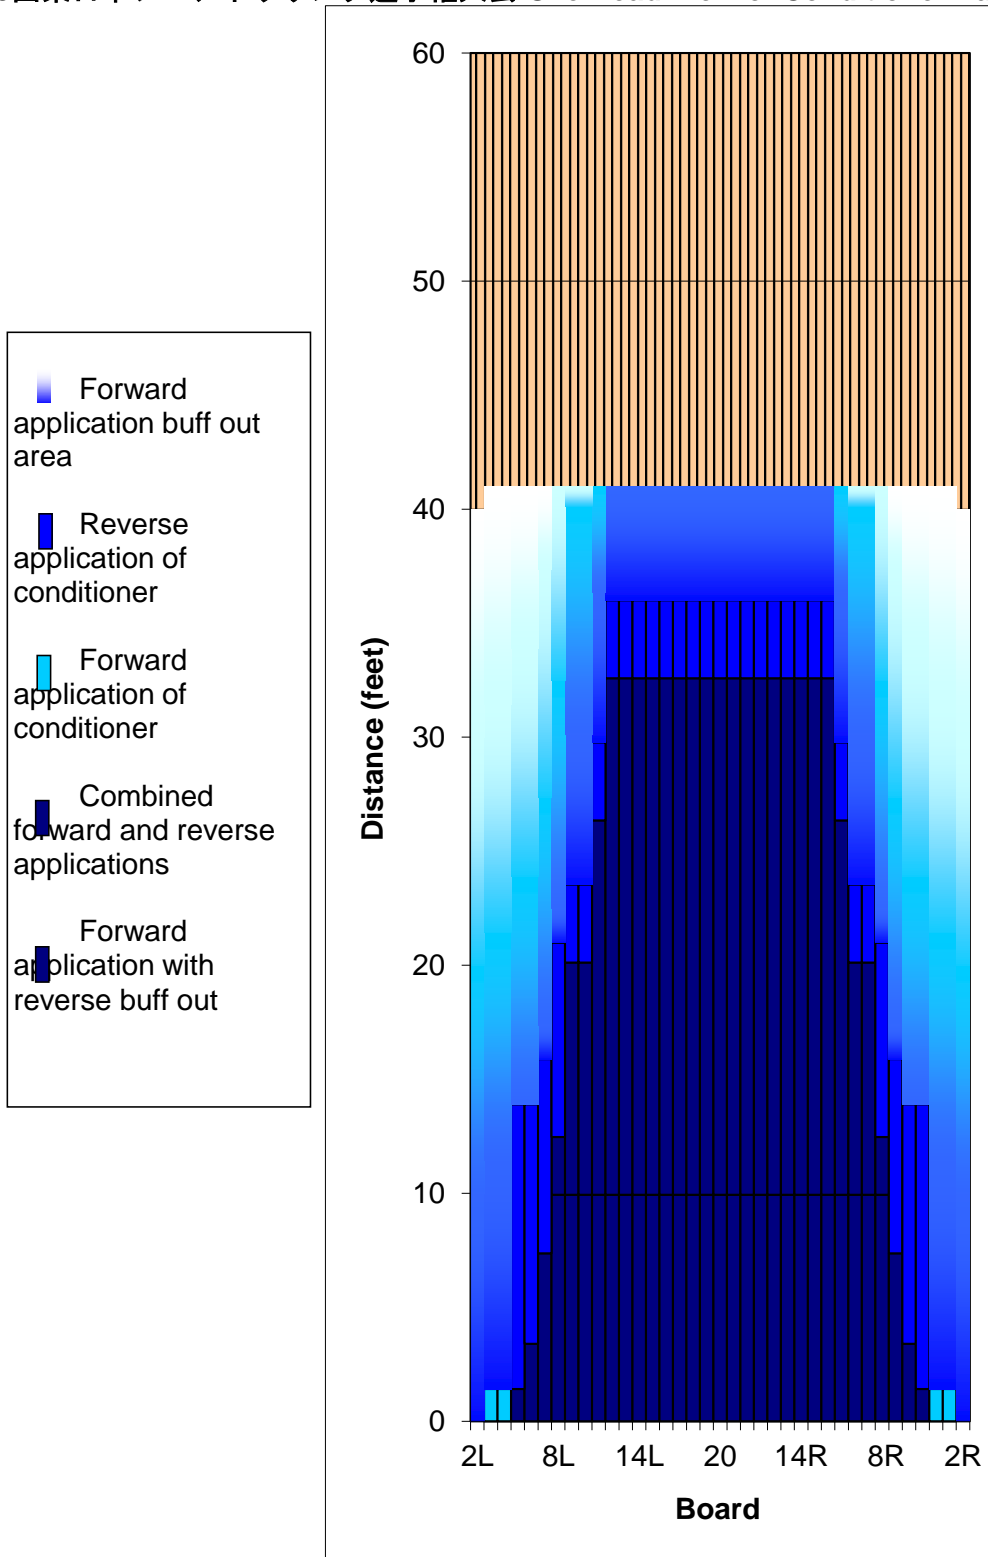 Forward
application buff out
area
Reverse
application of
conditioner
Forward
application of
conditioner
Combined
forward and reverse
applications
Forward
application with
reverse buff out
Distance (feet)
60
50
40
30
20
10
0
2L 8L 14L 20 14R 8R 2R
Board